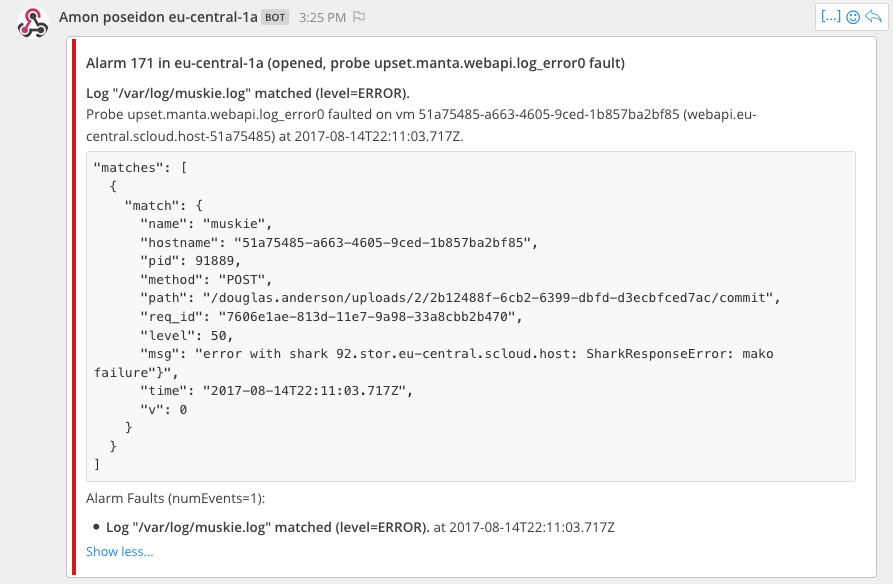 Amon poseidon eu-central-1a BOT 3:25 PM
[...]
Alarm 171 in eu-central-1a (opened, probe upset.manta.webapi.log_error0 fault)
Log "/var/log/muskie.log" matched (level=ERROR).
Probe upset.manta.webapi.log_error0 faulted on vm 51a75485-a663-4605-9ced-1b857ba2bf85 (webapi.eu-
central.scloud.host-51a75485) at 2017-08-14T22:11:03.717Z.
"matches": [
  {
    "match": {
      "name": "muskie",
      "hostname": "51a75485-a663-4605-9ced-1b857ba2bf85",
      "pid": 91889,
      "method": "POST",
      "path": "/douglas.anderson/uploads/2/2b12488f-6cb2-6399-dbfd-d3ecbfced7ac/commit",
      "req_id": "7606e1ae-813d-11e7-9a98-33a8cbb2b470",
      "level": 50,
      "msg": "error with shark 92.stor.eu-central.scloud.host: SharkResponseError: mako
failure"}",
      "time": "2017-08-14T22:11:03.717Z",
      "v": 0
    }
  }
]
Alarm Faults (numEvents=1):
• Log "/var/log/muskie.log" matched (level=ERROR). at 2017-08-14T22:11:03.717Z
Show less...